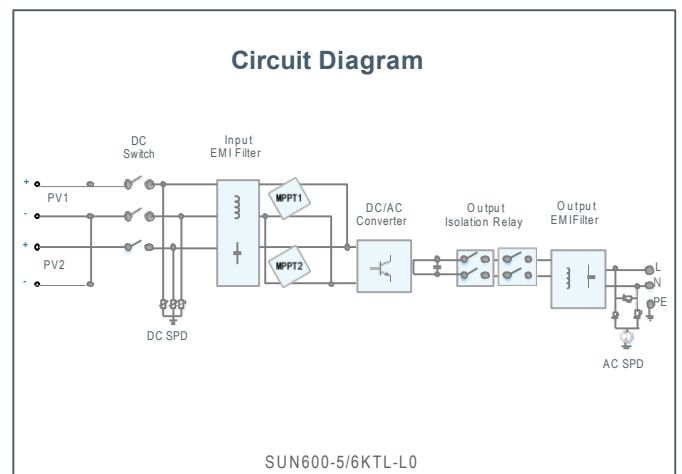 Circuit Diagram
DC
Switch
Input
EMI Filter
+
PV1
-
+
PV2
-
MPPT1
MPPT2
DC/AC
Converter
Output
Isolation Relay
Output
EMIFilter
L
N
PE
DC SPD
AC SPD
SUN600-5/6KTL-L0